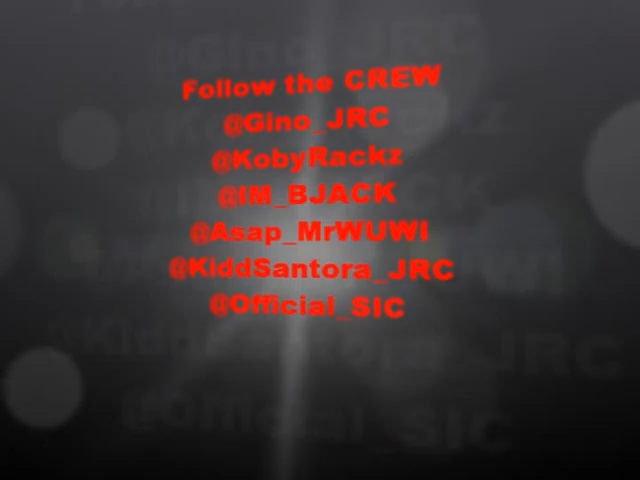 Follow the CREW
@Gino_JRC
@KobyRackz
@IM_BJACK
@Asap_MrWUWI
@KiddSantora_JRC
@Official_SIC